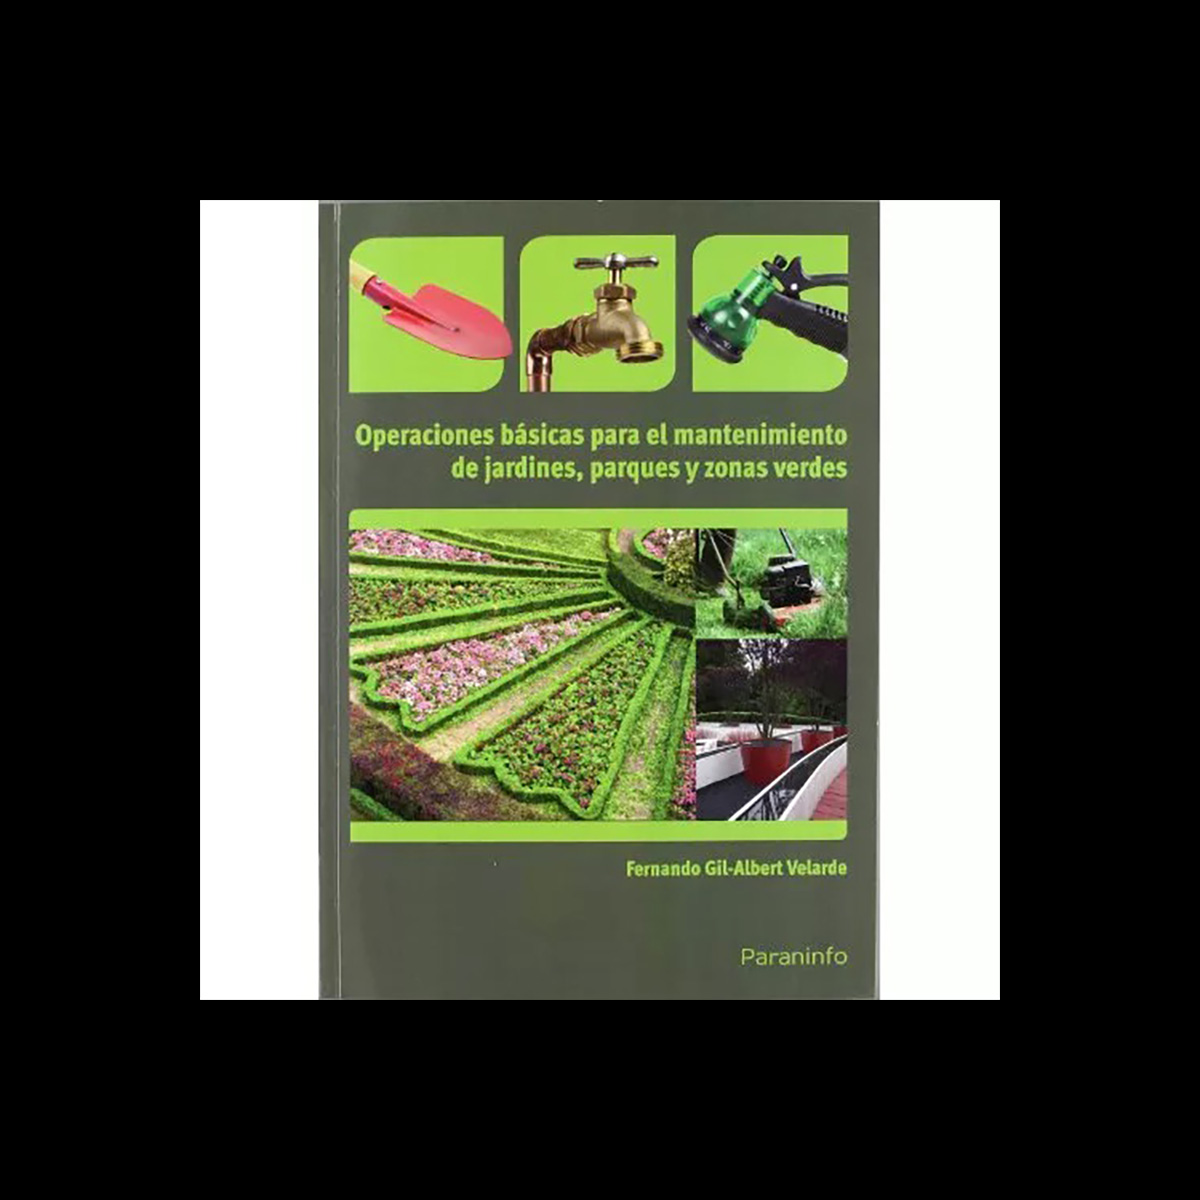 Operaciones básicas para el mantenimiento
de jardines, parques y zonas verdes
Fernando Gil-Albert Velarde
Paraninfo